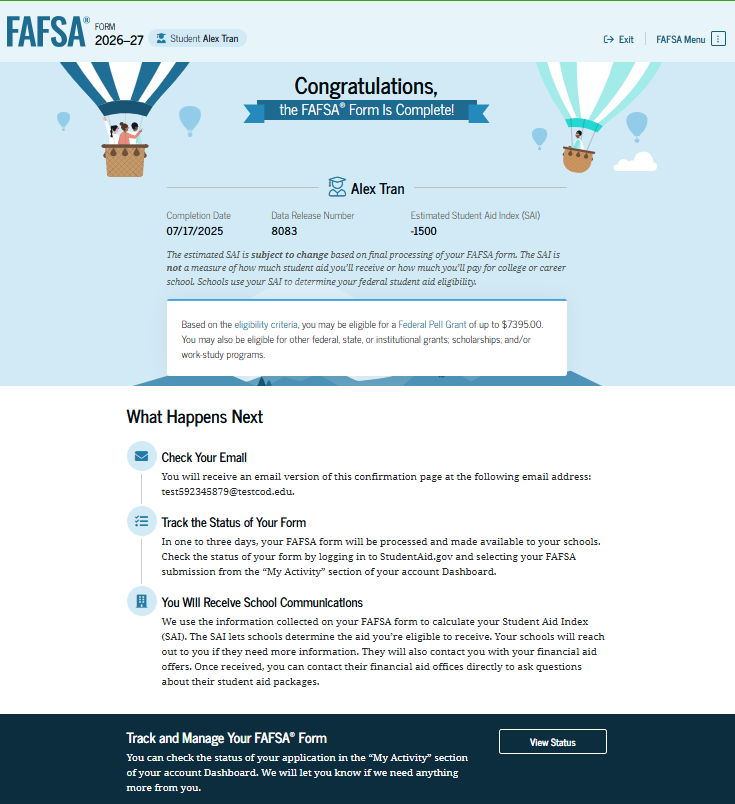 FAFSA® FORM
2026–27 Student Alex Tran
Exit FAFSA Menu
Congratulations,
the FAFSA® Form Is Complete!
Alex Tran
Completion Date Data Release Number Estimated Student Aid Index (SAI)
07/17/2025 8083 -1500
The estimated SAI is subject to change based on final processing of your FAFSA form. The SAI is
not a measure of how much student aid you'll receive or how much you'll pay for college or career
school. Schools use your SAI to determine your federal student aid eligibility.
Based on the eligibility criteria, you may be eligible for a Federal Pell Grant of up to $7395.00.
You may also be eligible for other federal, state, or institutional grants; scholarships; and/or
work-study programs.
What Happens Next
Check Your Email
You will receive an email version of this confirmation page at the following email address:
test592345879@testcod.edu.
Track the Status of Your Form
In one to three days, your FAFSA form will be processed and made available to your schools.
Check the status of your form by logging in to StudentAid.gov and selecting your FAFSA
submission from the “My Activity” section of your account Dashboard.
You Will Receive School Communications
We use the information collected on your FAFSA form to calculate your Student Aid Index
(SAI). The SAI lets schools determine the aid you're eligible to receive. Your schools will reach
out to you if they need more information. They will also contact you with your financial aid
offers. Once received, you can contact their financial aid offices directly to ask questions
about their student aid packages.
Track and Manage Your FAFSA® Form
View Status
You can check the status of your application in the “My Activity” section
of your account Dashboard. We will let you know if we need anything
more from you.